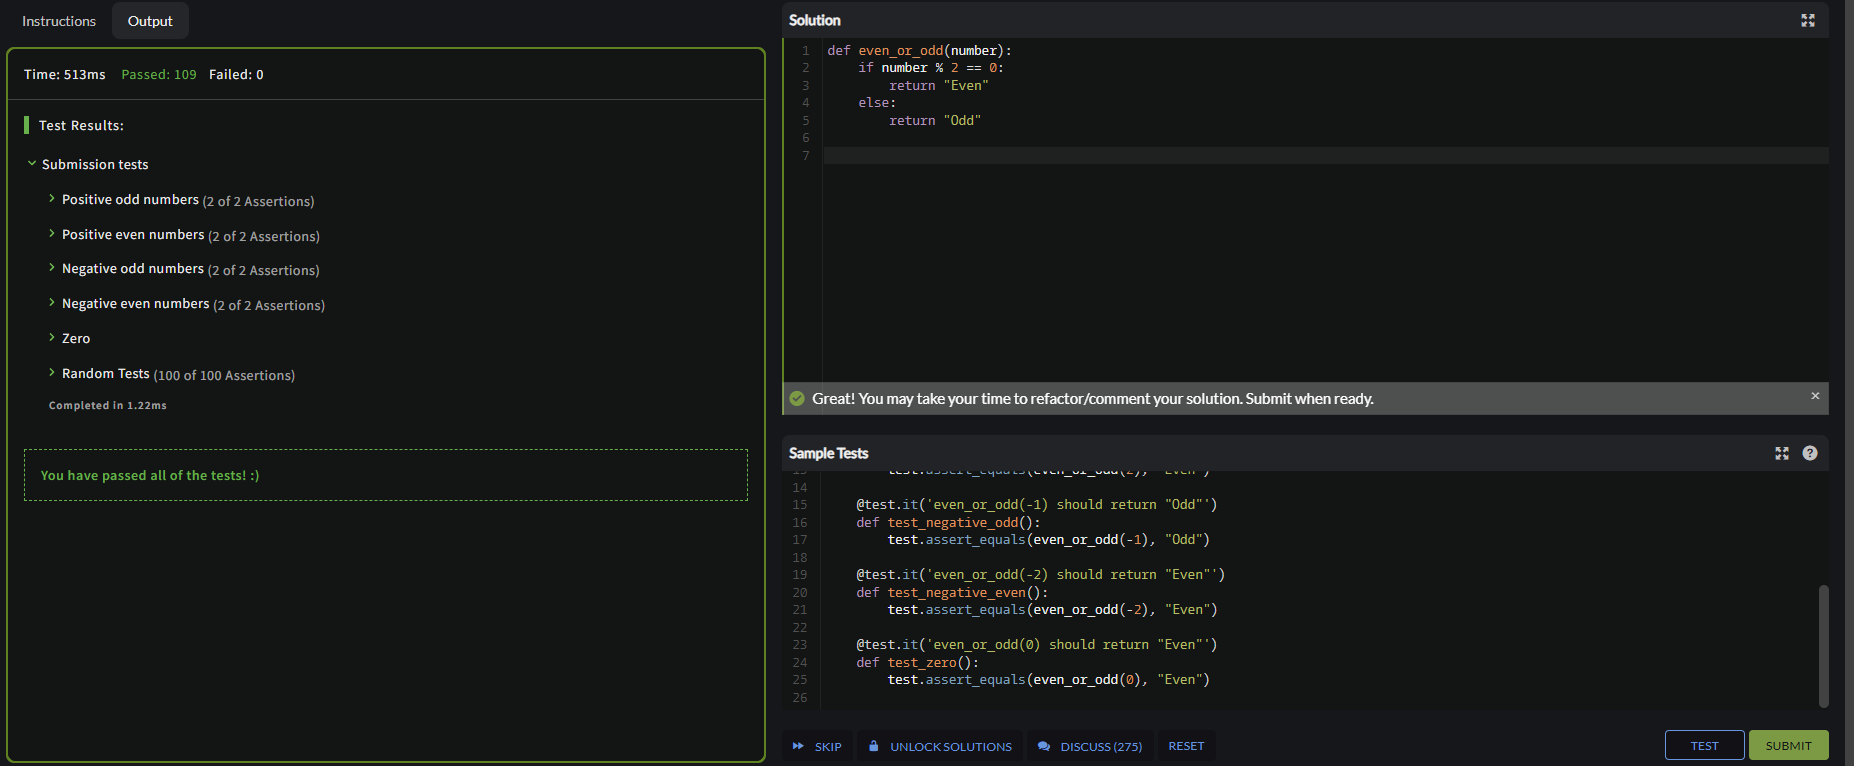 Instructions
Output
Time: 513ms Passed: 109 Failed: 0
Test Results:
Submission tests
Positive odd numbers (2 of 2 Assertions)
Positive even numbers (2 of 2 Assertions)
Negative odd numbers (2 of 2 Assertions)
Negative even numbers (2 of 2 Assertions)
Zero
Random Tests (100 of 100 Assertions)
Completed in 1.22ms
You have passed all of the tests! :)
Solution
1 def even_or_odd(number):
2     if number % 2 == 0:
3         return "Even"
4     else:
5         return "Odd"
6
7
Great! You may take your time to refactor/comment your solution. Submit when ready.
Sample Tests
?
13         test.assert_equals(even_or_odd(2), "Even")
14
15     @test.it('even_or_odd(-1) should return "Odd"')
16     def test_negative_odd():
17         test.assert_equals(even_or_odd(-1), "Odd")
18
19     @test.it('even_or_odd(-2) should return "Even"')
20     def test_negative_even():
21         test.assert_equals(even_or_odd(-2), "Even")
22
23     @test.it('even_or_odd(0) should return "Even"')
24     def test_zero():
25         test.assert_equals(even_or_odd(0), "Even")
26
SKIP
UNLOCK SOLUTIONS
DISCUSS (275)
RESET
TEST
SUBMIT